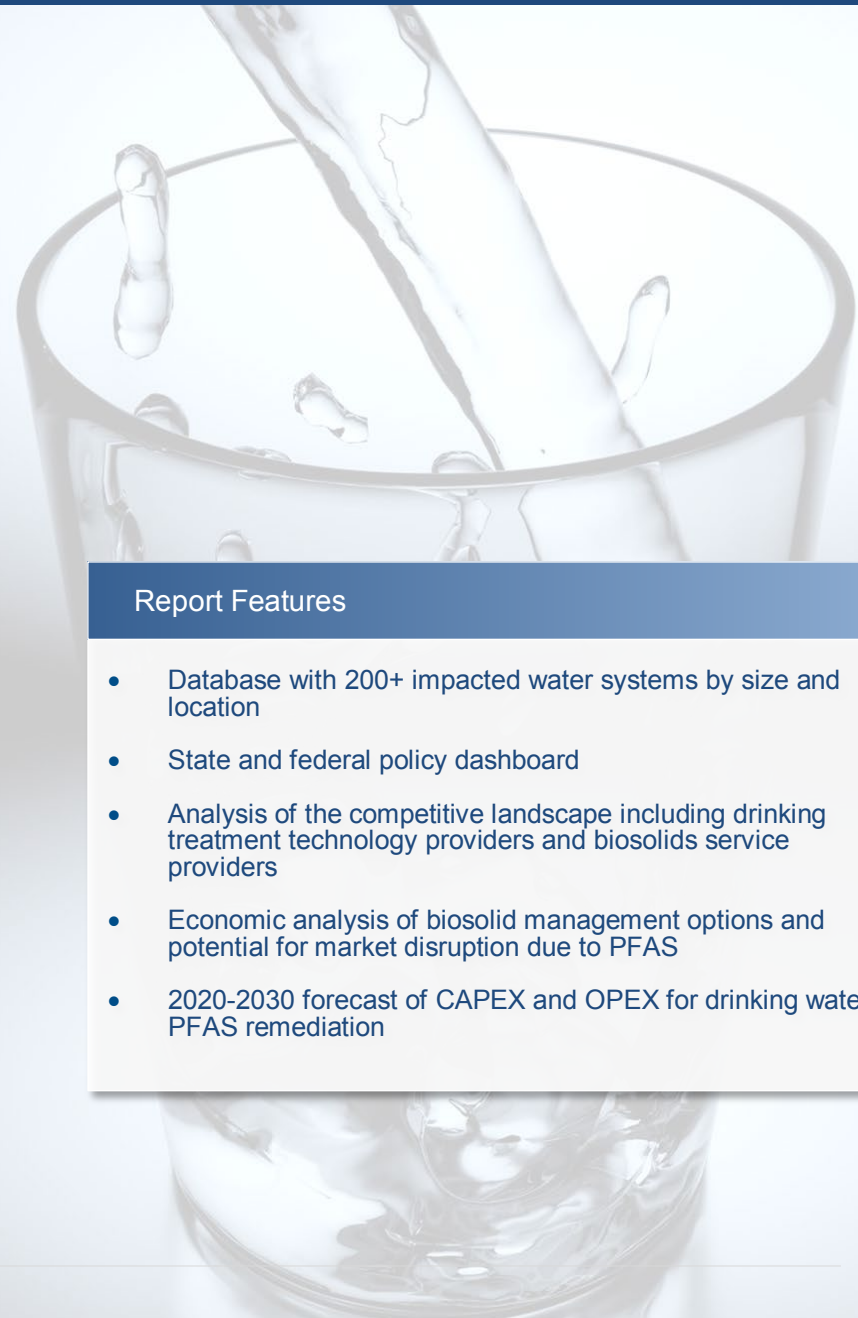 Report Features
• Database with 200+ impacted water systems by size and
location
• State and federal policy dashboard
• Analysis of the competitive landscape including drinking
treatment technology providers and biosolids service
providers
• Economic analysis of biosolid management options and
potential for market disruption due to PFAS
• 2020-2030 forecast of CAPEX and OPEX for drinking wate
PFAS remediation